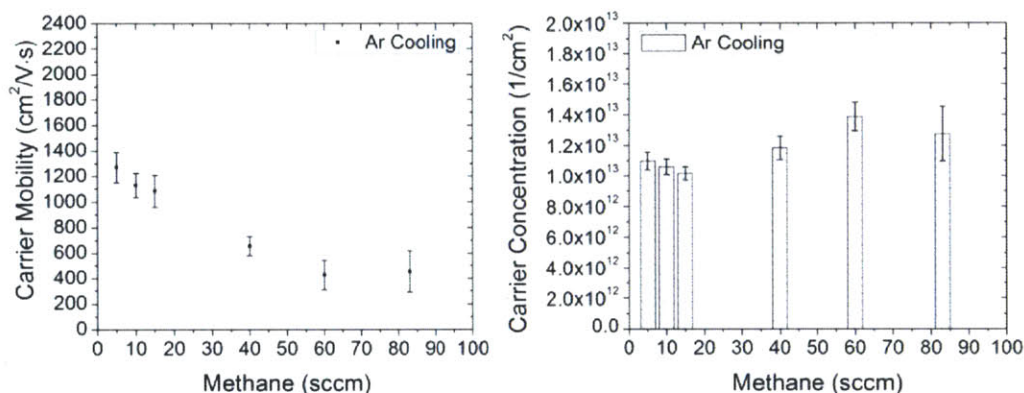 Carrier Mobility (cm²/V·s)
2400
2200
2000
1800
1600
1400
1200
1000
800
600
400
200
0
Ar Cooling
0 10 20 30 40 50 60 70 80 90 100
Methane (sccm)
Carrier Concentration (1/cm²)
2.0x10¹³
1.8x10¹³
1.6x10¹³
1.4x10¹³
1.2x10¹³
1.0x10¹³
8.0x10¹²
6.0x10¹²
4.0x10¹²
2.0x10¹²
0.0
Ar Cooling
0 10 20 30 40 50 60 70 80 90 100
Methane (sccm)